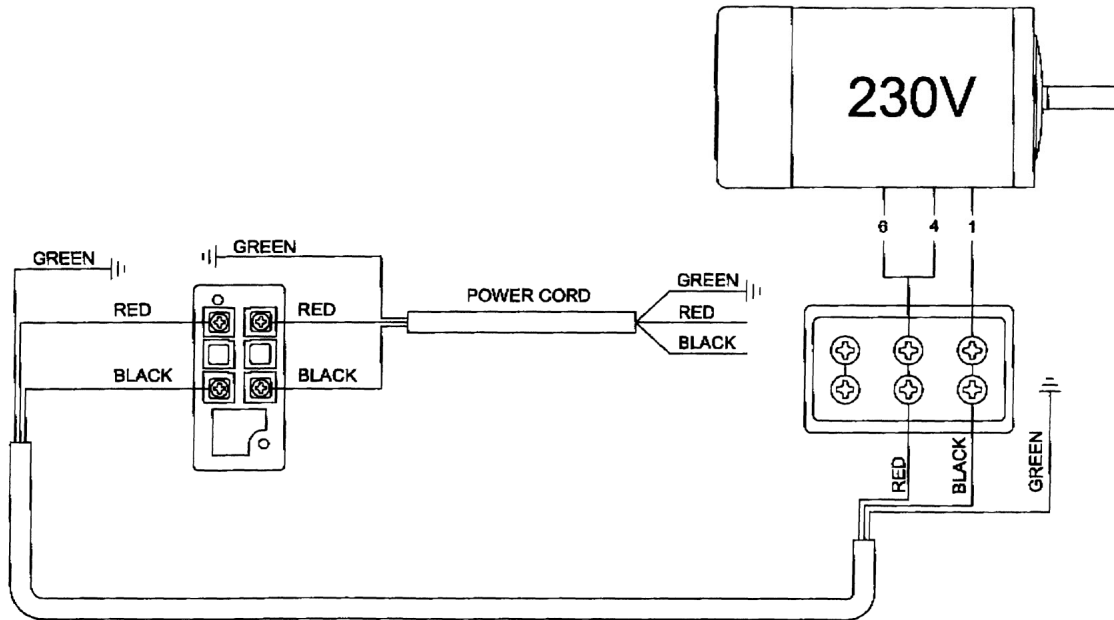 230V
6
4
1
GREEN
GREEN
RED
RED
POWER CORD
GREEN
RED
BLACK
BLACK
BLACK
RED
BLACK
GREEN